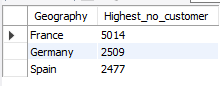 Geography Highest_no_customer
France 5014
Germany 2509
Spain 2477